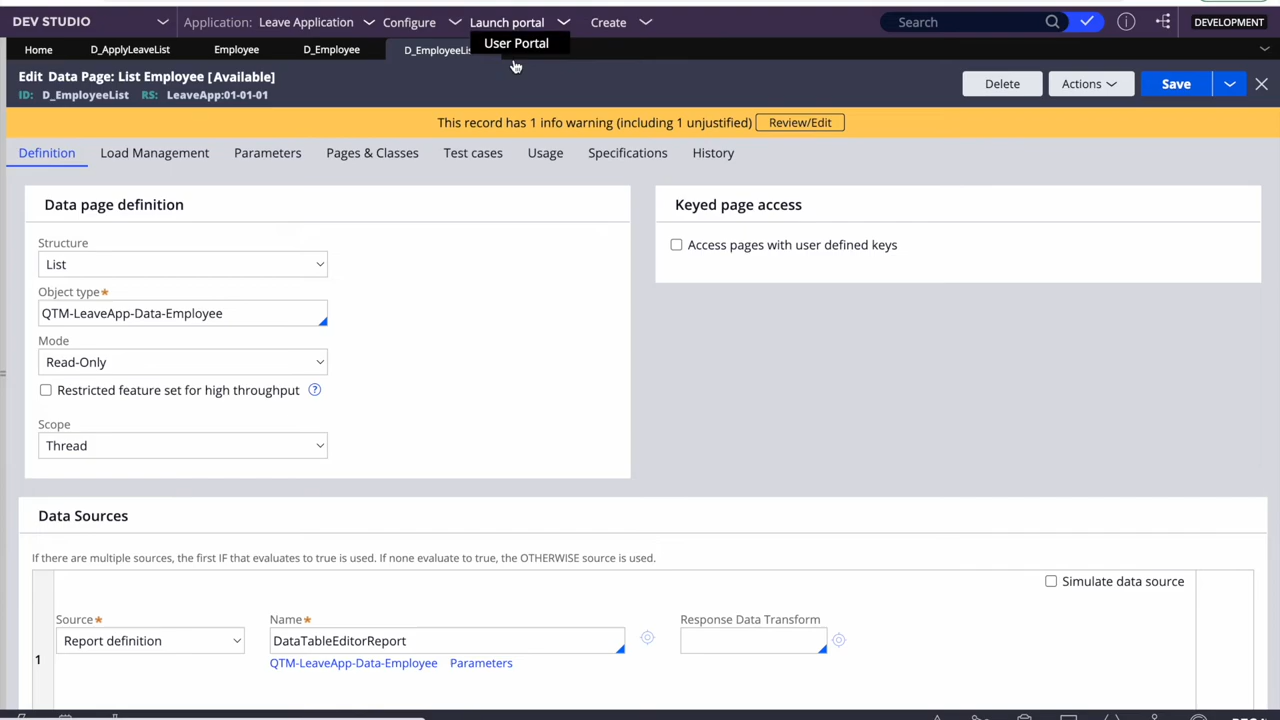 DEV STUDIO
Application: Leave Application Configure Launch portal Create Search DEVELOPMENT
Home D_ApplyLeaveList Employee D_Employee D_EmployeeLis
User Portal
Edit Data Page: List Employee [Available]
ID: D_EmployeeList RS: LeaveApp:01-01-01
Delete Actions Save
This record has 1 info warning (including 1 unjustified) Review/Edit
Definition Load Management Parameters Pages & Classes Test cases Usage Specifications History
Data page definition
Structure
List
Object type*
QTM-LeaveApp-Data-Employee
Mode
Read-Only
Restricted feature set for high throughput ?
Scope
Thread
Keyed page access
Access pages with user defined keys
Data Sources
If there are multiple sources, the first IF that evaluates to true is used. If none evaluate to true, the OTHERWISE source is used.
Simulate data source
1
Source*
Report definition
Name*
DataTableEditorReport
QTM-LeaveApp-Data-Employee Parameters
Response Data Transform